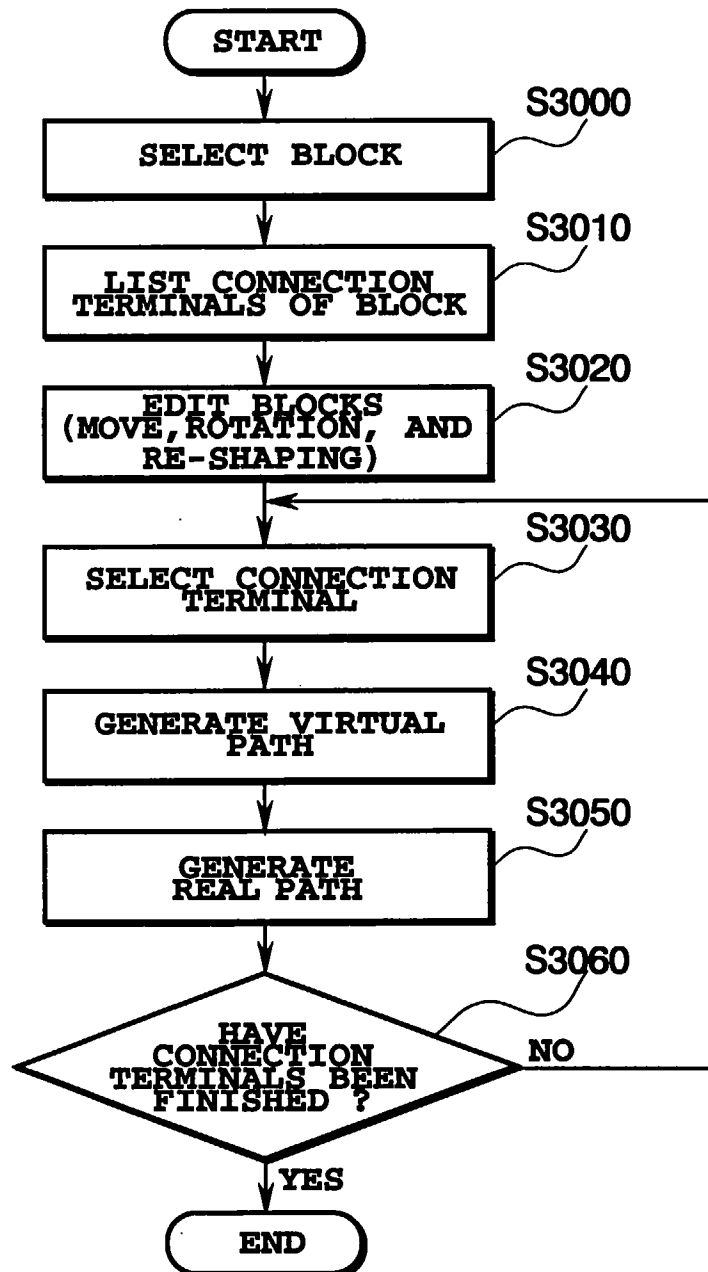 START
S3000
SELECT BLOCK
S3010
LIST CONNECTION
TERMINALS OF BLOCK
S3020
EDIT BLOCKS
(MOVE,ROTATION, AND
RE-SHAPING)
S3030
SELECT CONNECTION
TERMINAL
S3040
GENERATE VIRTUAL
PATH
S3050
GENERATE
REAL PATH
S3060
HAVE
CONNECTION
TERMINALS BEEN
FINISHED ?
NO
YES
END